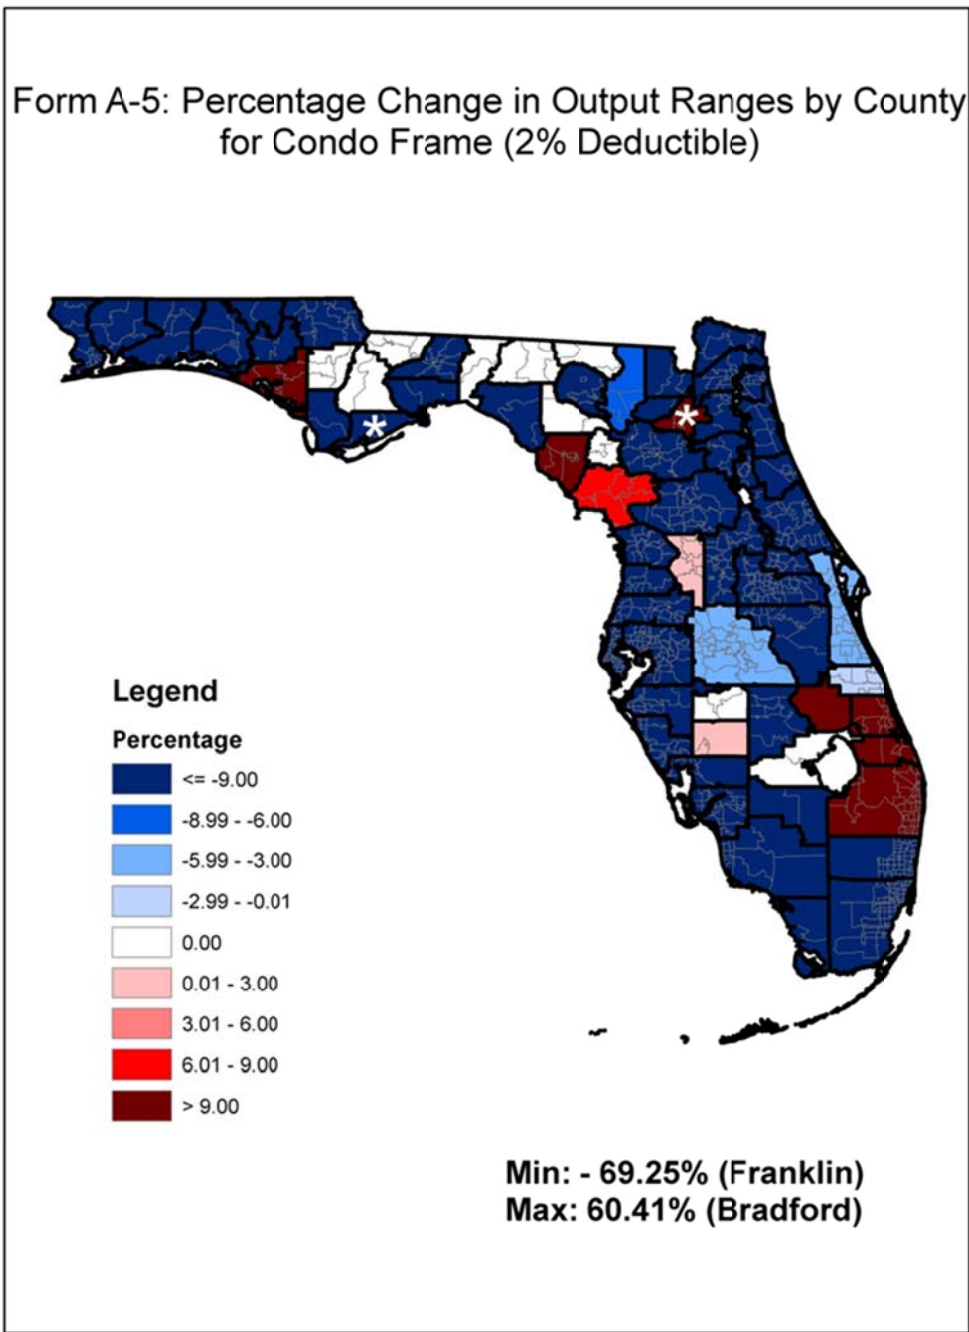 Form A-5: Percentage Change in Output Ranges by County
for Condo Frame (2% Deductible)
*
*
Legend
Percentage
<= -9.00
-8.99 - -6.00
-5.99 - -3.00
-2.99 - -0.01
0.00
0.01 - 3.00
3.01 - 6.00
6.01 - 9.00
> 9.00
Min: - 69.25% (Franklin)
Max: 60.41% (Bradford)